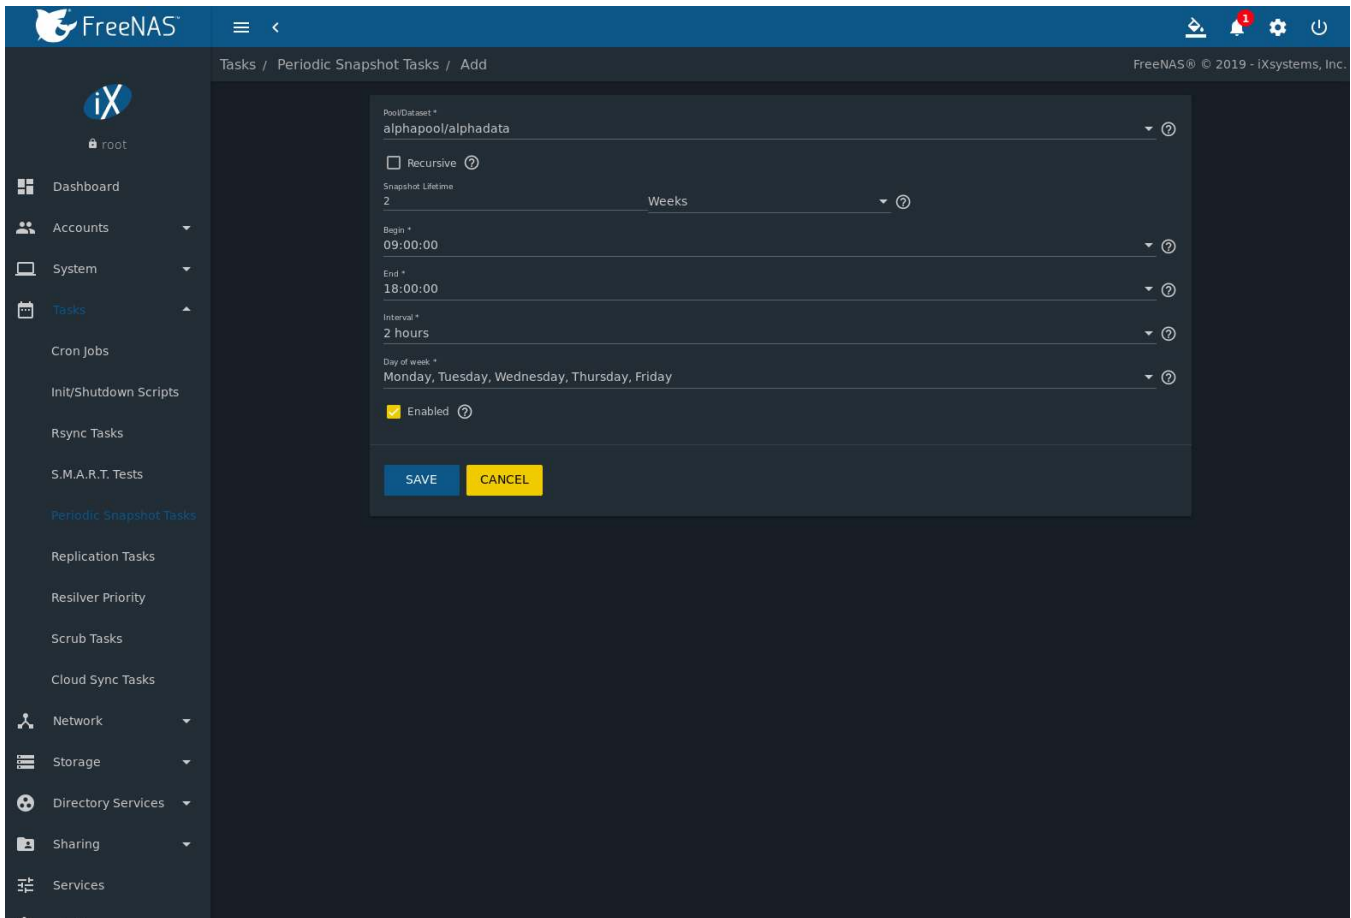 FreeNAS
1
Tasks / Periodic Snapshot Tasks / Add
FreeNAS® © 2019 - iXsystems, Inc.
iX
root
Dashboard
Accounts
System
Tasks
Cron Jobs
Init/Shutdown Scripts
Rsync Tasks
S.M.A.R.T. Tests
Periodic Snapshot Tasks
Replication Tasks
Resilver Priority
Scrub Tasks
Cloud Sync Tasks
Network
Storage
Directory Services
Sharing
Services
Pool/Dataset *
alphapool/alphadata
Recursive
Snapshot Lifetime
2 Weeks
Begin *
09:00:00
End *
18:00:00
Interval *
2 hours
Day of week *
Monday, Tuesday, Wednesday, Thursday, Friday
Enabled
SAVE CANCEL